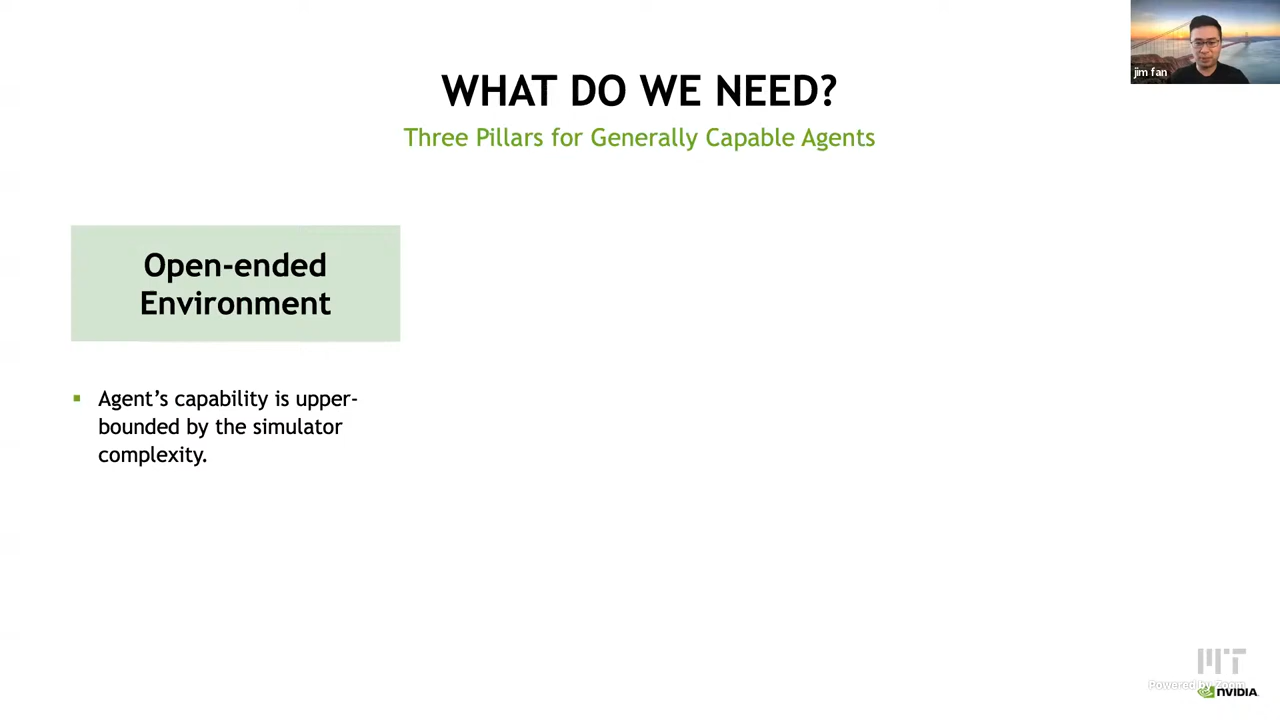 jim fan
WHAT DO WE NEED?
Three Pillars for Generally Capable Agents
Open-ended
Environment
▪ Agent's capability is upper-
bounded by the simulator
complexity.
MIT
Powered by Zoom
NVIDIA.